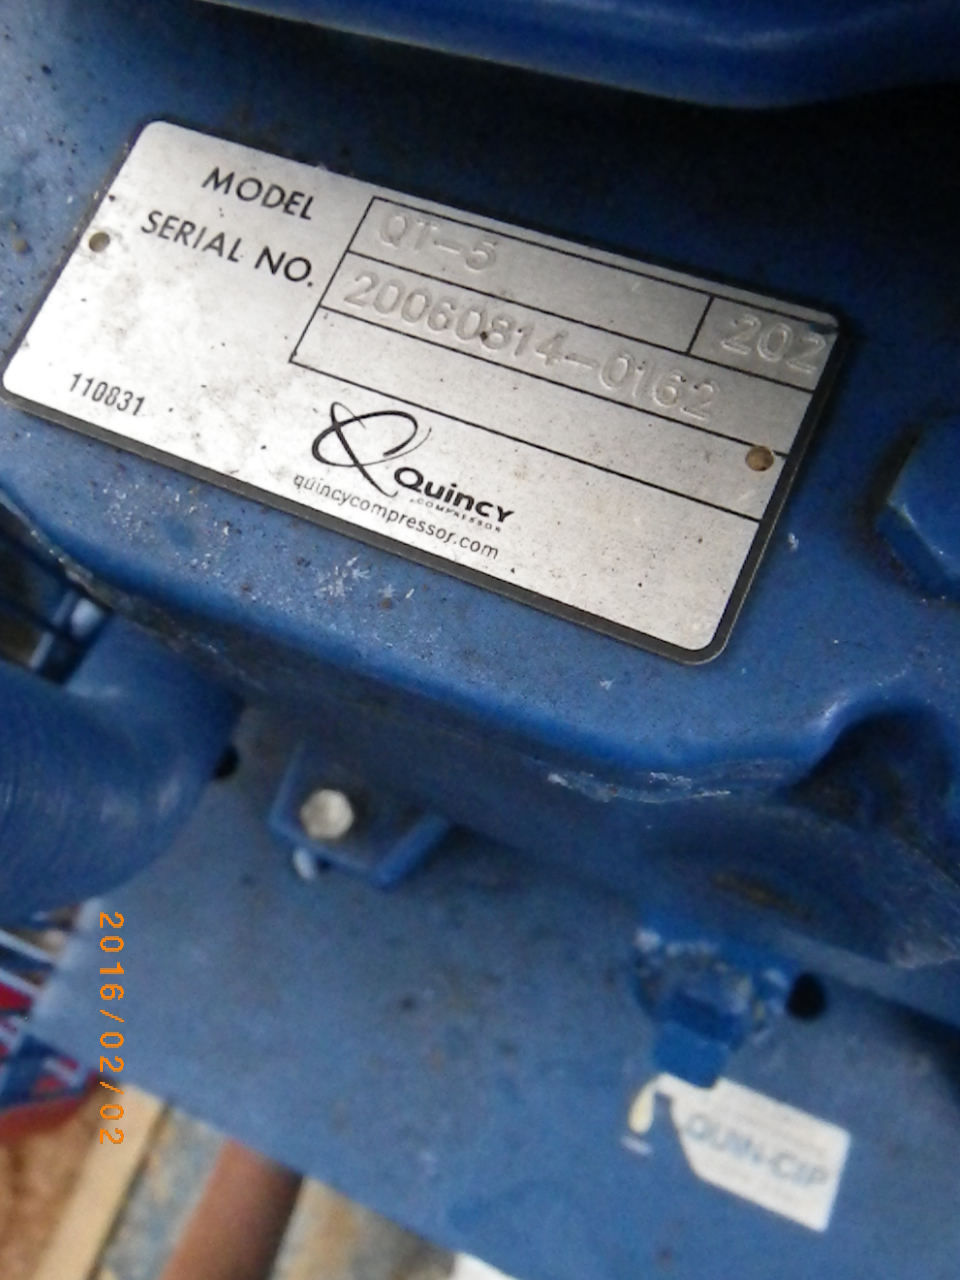 MODEL QT-5 202
SERIAL NO. 20060814-0162
110831
Quincy
COMPRESSOR
quincycompressor.com
2016/02/02
QUIN-CIP